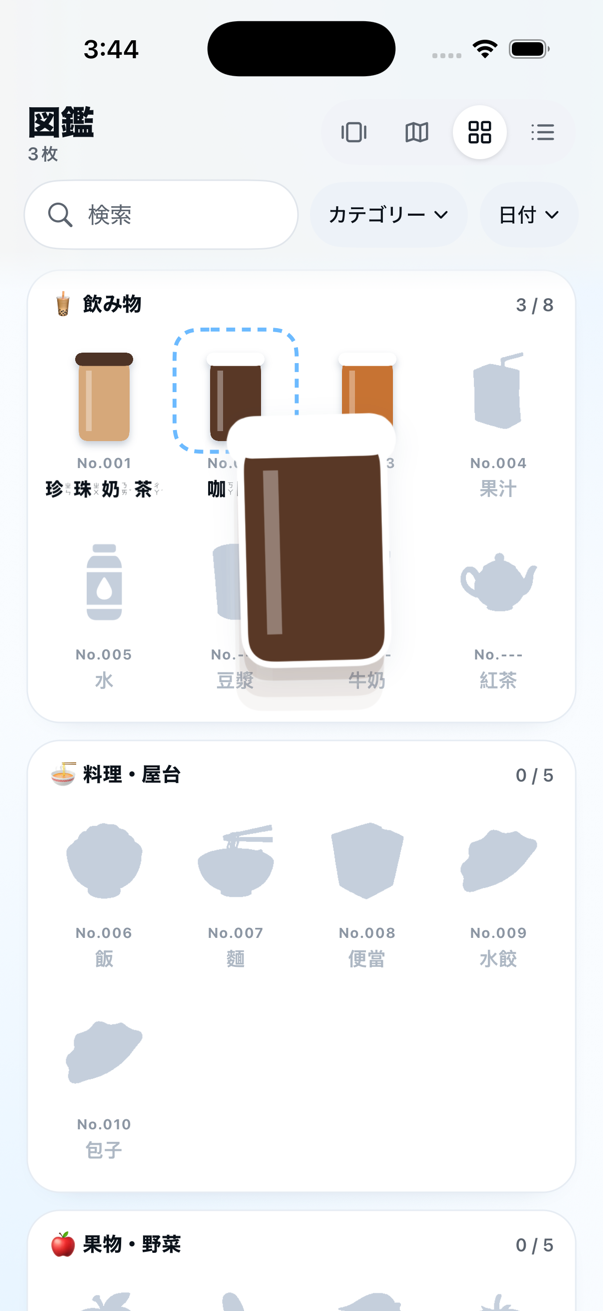 3:44
図鑑
3枚
検索
カテゴリー
日付
飲み物
3 / 8
No.001
No.004
珍珠奶茶
咖
果汁
No.005
No.---
水
豆漿
牛奶
紅茶
料理・屋台
0 / 5
No.006
No.007
No.008
No.009
飯
麵
便當
水餃
No.010
包子
果物・野菜
0 / 5